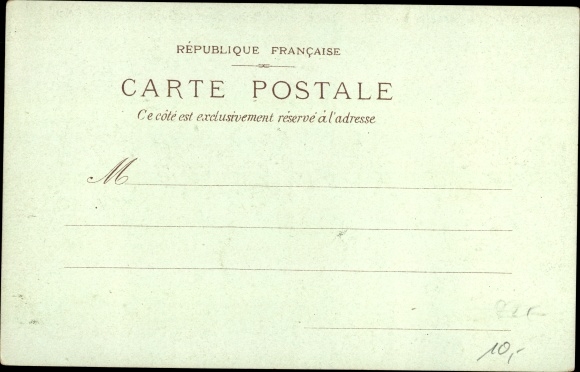 RÉPUBLIQUE FRANÇAISE
CARTE POSTALE
Ce côté est exclusivement réservé à l'adresse
M
10,-